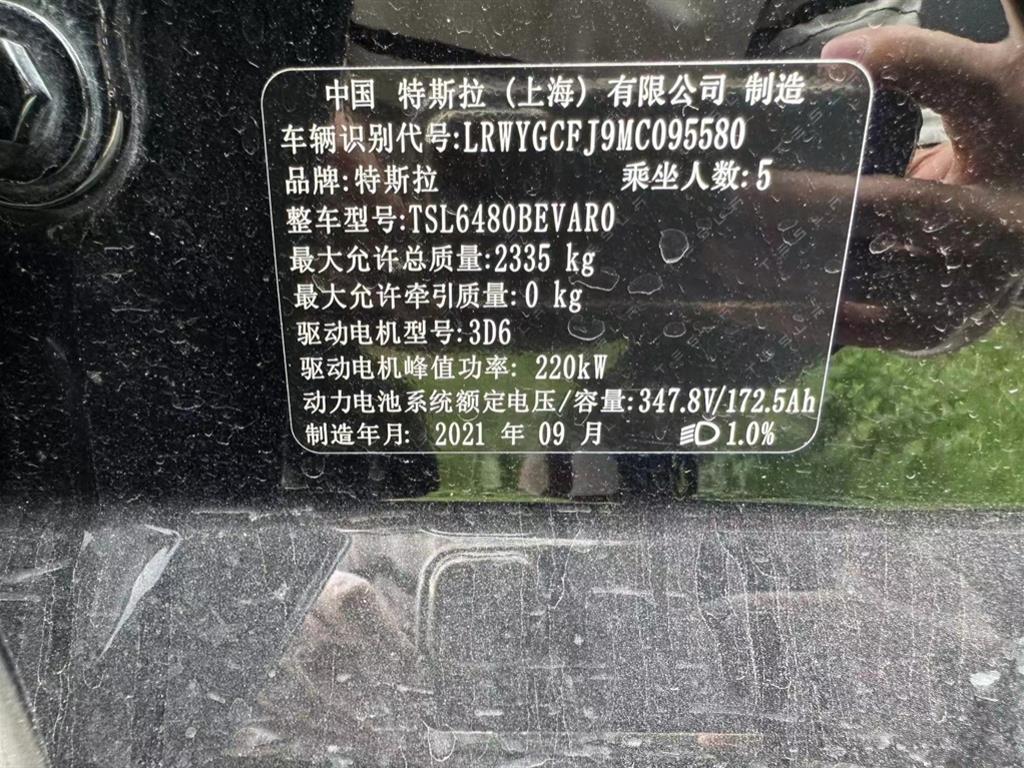 中国 特斯拉 (上海) 有限公司 制造
车辆识别代号:LRWYGCFJ9MC095580
品牌:特斯拉 乘坐人数:5
整车型号:TSL6480BEVAR0
最大允许总质量:2335 kg
最大允许牵引质量:0 kg
驱动电机型号:3D6
驱动电机峰值功率: 220kW
动力电池系统额定电压/容量:347.8V/172.5Ah
制造年月: 2021 年 09 月 1.0%